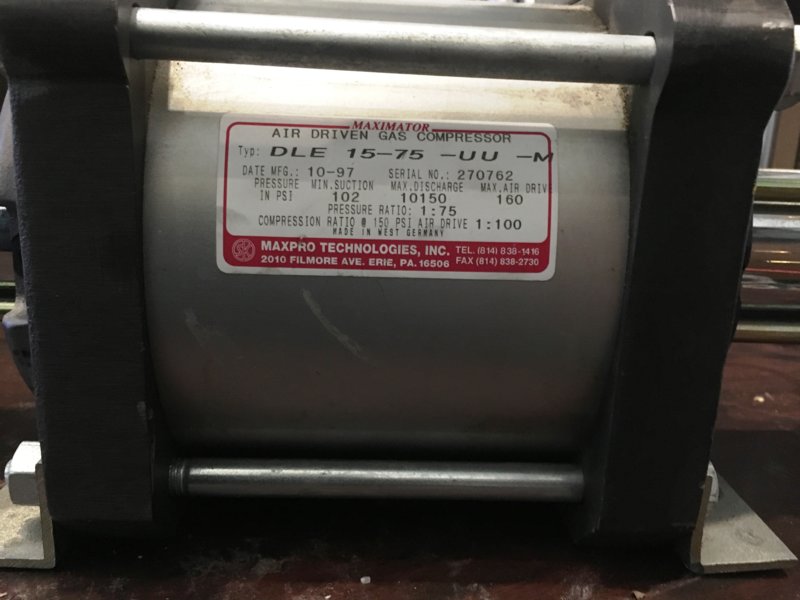 MAXIMATOR
AIR DRIVEN GAS COMPRESSOR
Typ: DLE 15-75 -UU -M
DATE MFG.: 10-97 SERIAL NO.: 270762
PRESSURE MIN.SUCTION MAX.DISCHARGE MAX.AIR DRIVE
IN PSI 102 10150 160
PRESSURE RATIO: 1:75
COMPRESSION RATIO @ 150 PSI AIR DRIVE 1:100
MADE IN WEST GERMANY
MAXPRO TECHNOLOGIES, INC. TEL. (814) 838-1416
2010 FILMORE AVE. ERIE, PA. 16506 FAX (814) 838-2730